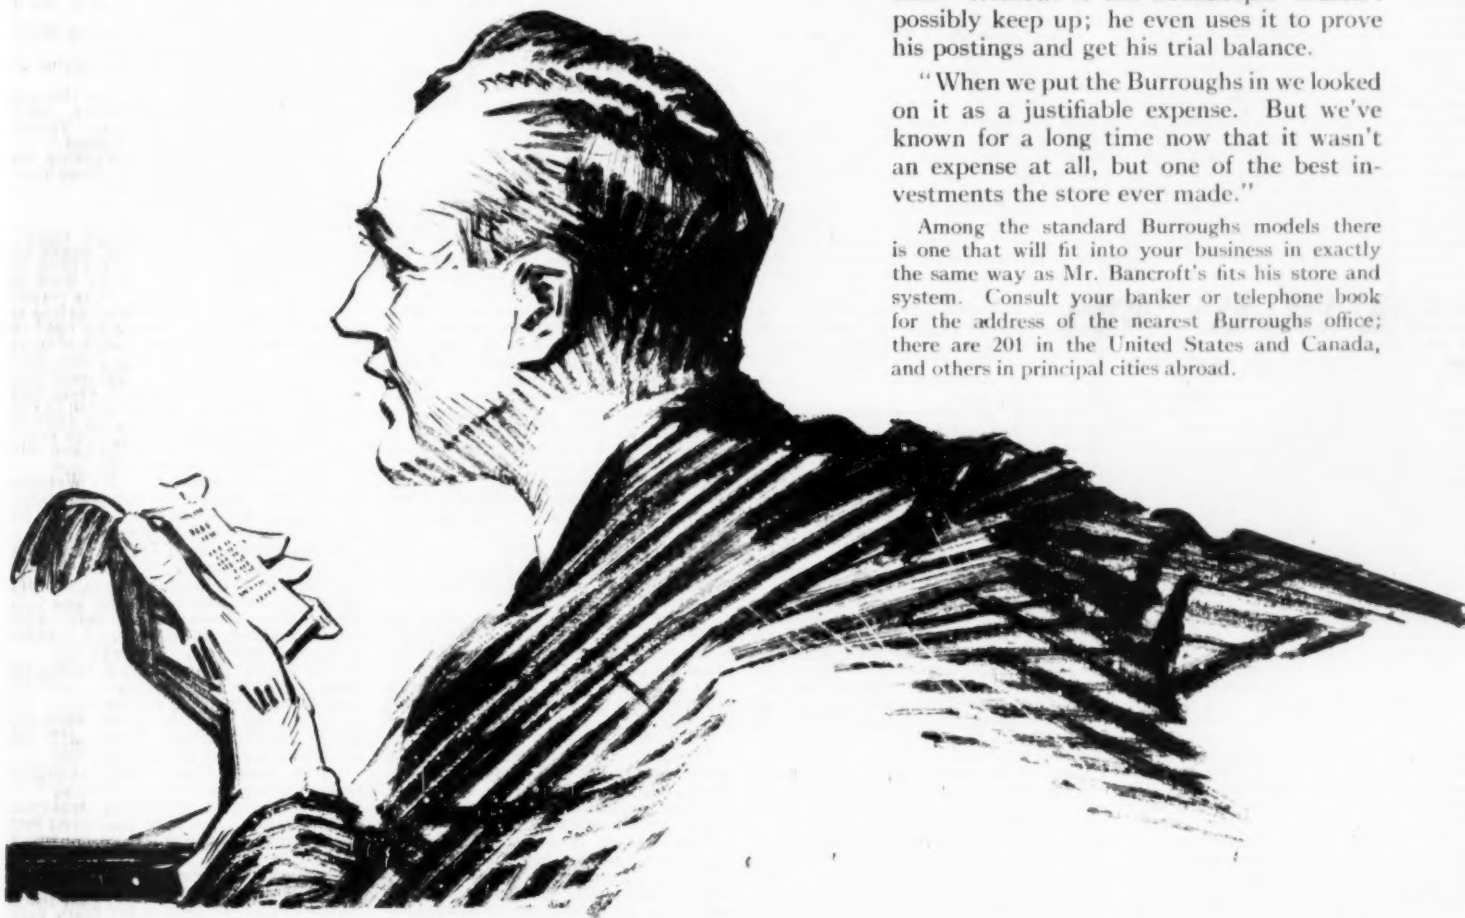 possibly keep up; he even uses it to prove
his postings and get his trial balance.
"When we put the Burroughs in we looked
on it as a justifiable expense. But we've
known for a long time now that it wasn't
an expense at all, but one of the best in-
vestments the store ever made."
Among the standard Burroughs models there
is one that will fit into your business in exactly
the same way as Mr. Bancroft's fits his store and
system. Consult your banker or telephone book
for the address of the nearest Burroughs office;
there are 201 in the United States and Canada,
and others in principal cities abroad.